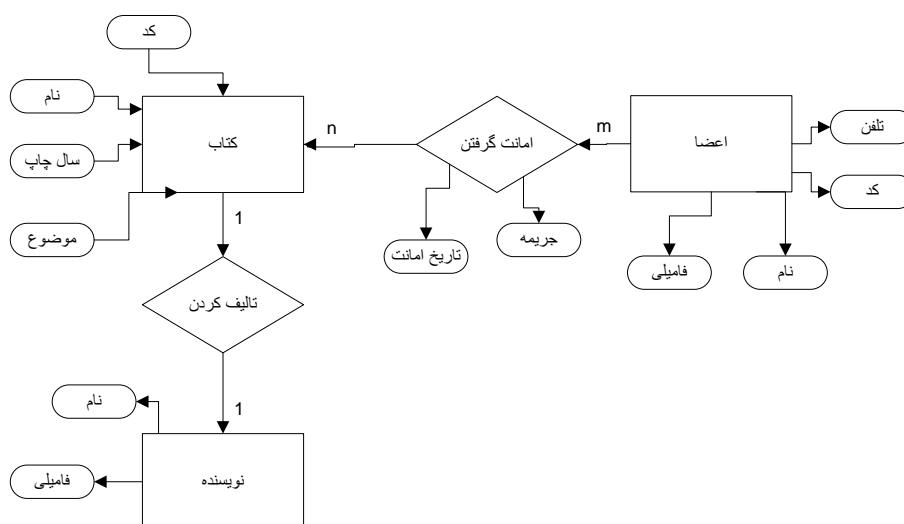 کد
نام
کتاب
سال چاپ
موضوع
n
امانت گرفتن
m
اعضا
تلفن
کد
جریمه
تاریخ امانت
فامیلی
نام
1
تالیف کردن
1
نام
نویسنده
فامیلی